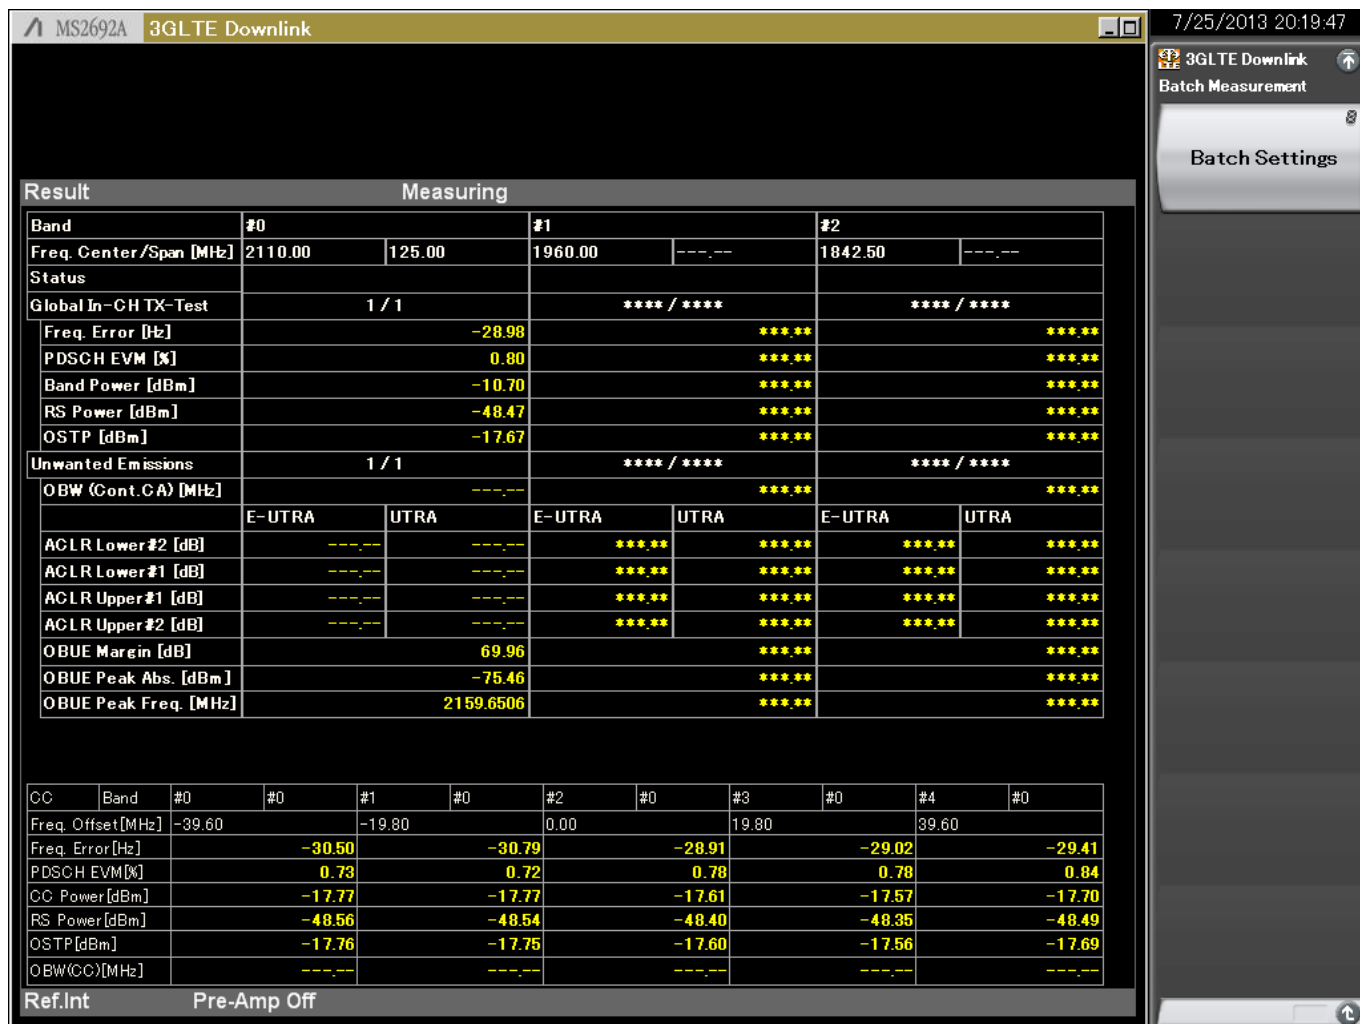 MS2692A 3GLTE Downlink
7/25/2013 20:19:47
3GLTE Downlink
Batch Measurement
Batch Settings
Result Measuring
Band #0 #1 #2
Freq. Center/Span [MHz] 2110.00 125.00 1960.00 ---.-- 1842.50 ---.--
Status
Global In-CH TX-Test 1 / 1 **** / **** **** / ****
Freq. Error [Hz] -28.98 ***.** ***.**
PDSCH EVM [%] 0.80 ***.** ***.**
Band Power [dBm] -10.70 ***.** ***.**
RS Power [dBm] -48.47 ***.** ***.**
OSTP [dBm] -17.67 ***.** ***.**
Unwanted Emissions 1 / 1 **** / **** **** / ****
OBW (Cont.CA) [MHz] ---.-- ***.** ***.**
E-UTRA UTRA E-UTRA UTRA E-UTRA UTRA
ACLR Lower#2 [dB] ---.-- ---.-- ***.** ***.** ***.** ***.**
ACLR Lower#1 [dB] ---.-- ---.-- ***.** ***.** ***.** ***.**
ACLR Upper#1 [dB] ---.-- ---.-- ***.** ***.** ***.** ***.**
ACLR Upper#2 [dB] ---.-- ---.-- ***.** ***.** ***.** ***.**
OBUE Margin [dB] 69.96 ***.** ***.**
OBUE Peak Abs. [dBm] -75.46 ***.** ***.**
OBUE Peak Freq. [MHz] 2159.6506 ***.** ***.**
CC Band #0 #0 #1 #0 #2 #0 #3 #0 #4 #0
Freq. Offset[MHz] -39.60 -19.80 0.00 19.80 39.60
Freq. Error[Hz] -30.50 -30.79 -28.91 -29.02 -29.41
PDSCH EVM[%] 0.73 0.72 0.78 0.78 0.84
CC Power[dBm] -17.77 -17.77 -17.61 -17.57 -17.70
RS Power[dBm] -48.56 -48.54 -48.40 -48.35 -48.49
OSTP[dBm] -17.76 -17.75 -17.60 -17.56 -17.69
OBW(CC)[MHz] ---.-- ---.-- ---.-- ---.-- ---.--
Ref.Int Pre-Amp Off